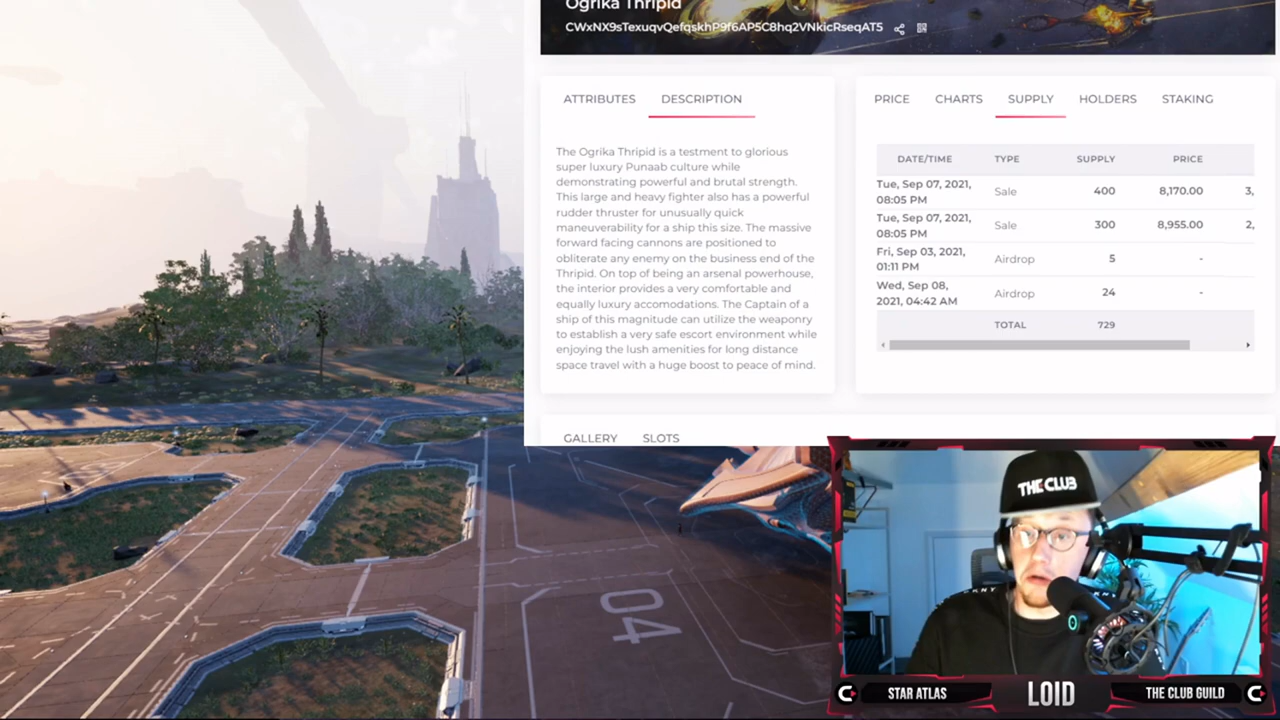 Ogrika Thripid
CWxNX9sTexuqvQefqskhP9f6AP5C8hq2VNkicRseqAT5
ATTRIBUTES DESCRIPTION
The Ogrika Thripid is a testment to glorious
super luxury Punaab culture while
demonstrating powerful and brutal strength.
This large and heavy fighter also has a powerful
rudder thruster for unusually quick
maneuverability for a ship this size. The massive
forward facing cannons are positioned to
obliterate any enemy on the business end of the
Thripid. On top of being an arsenal powerhouse,
the interior provides a very comfortable and
equally luxury accomodations. The Captain of a
ship of this magnitude can utilize the weaponry
to establish a very safe escort environment while
enjoying the lush amenities for long distance
space travel with a huge boost to peace of mind.
PRICE CHARTS SUPPLY HOLDERS STAKING
DATE/TIME TYPE SUPPLY PRICE
Tue, Sep 07, 2021,
08:05 PM Sale 400 8,170.00 3,
Tue, Sep 07, 2021,
08:05 PM Sale 300 8,955.00 2,
Fri, Sep 03, 2021,
01:11 PM Airdrop 5 -
Wed, Sep 08,
2021, 04:42 AM Airdrop 24 -
TOTAL 729
GALLERY SLOTS
04
THE CLUB
STAR ATLAS LOID THE CLUB GUILD